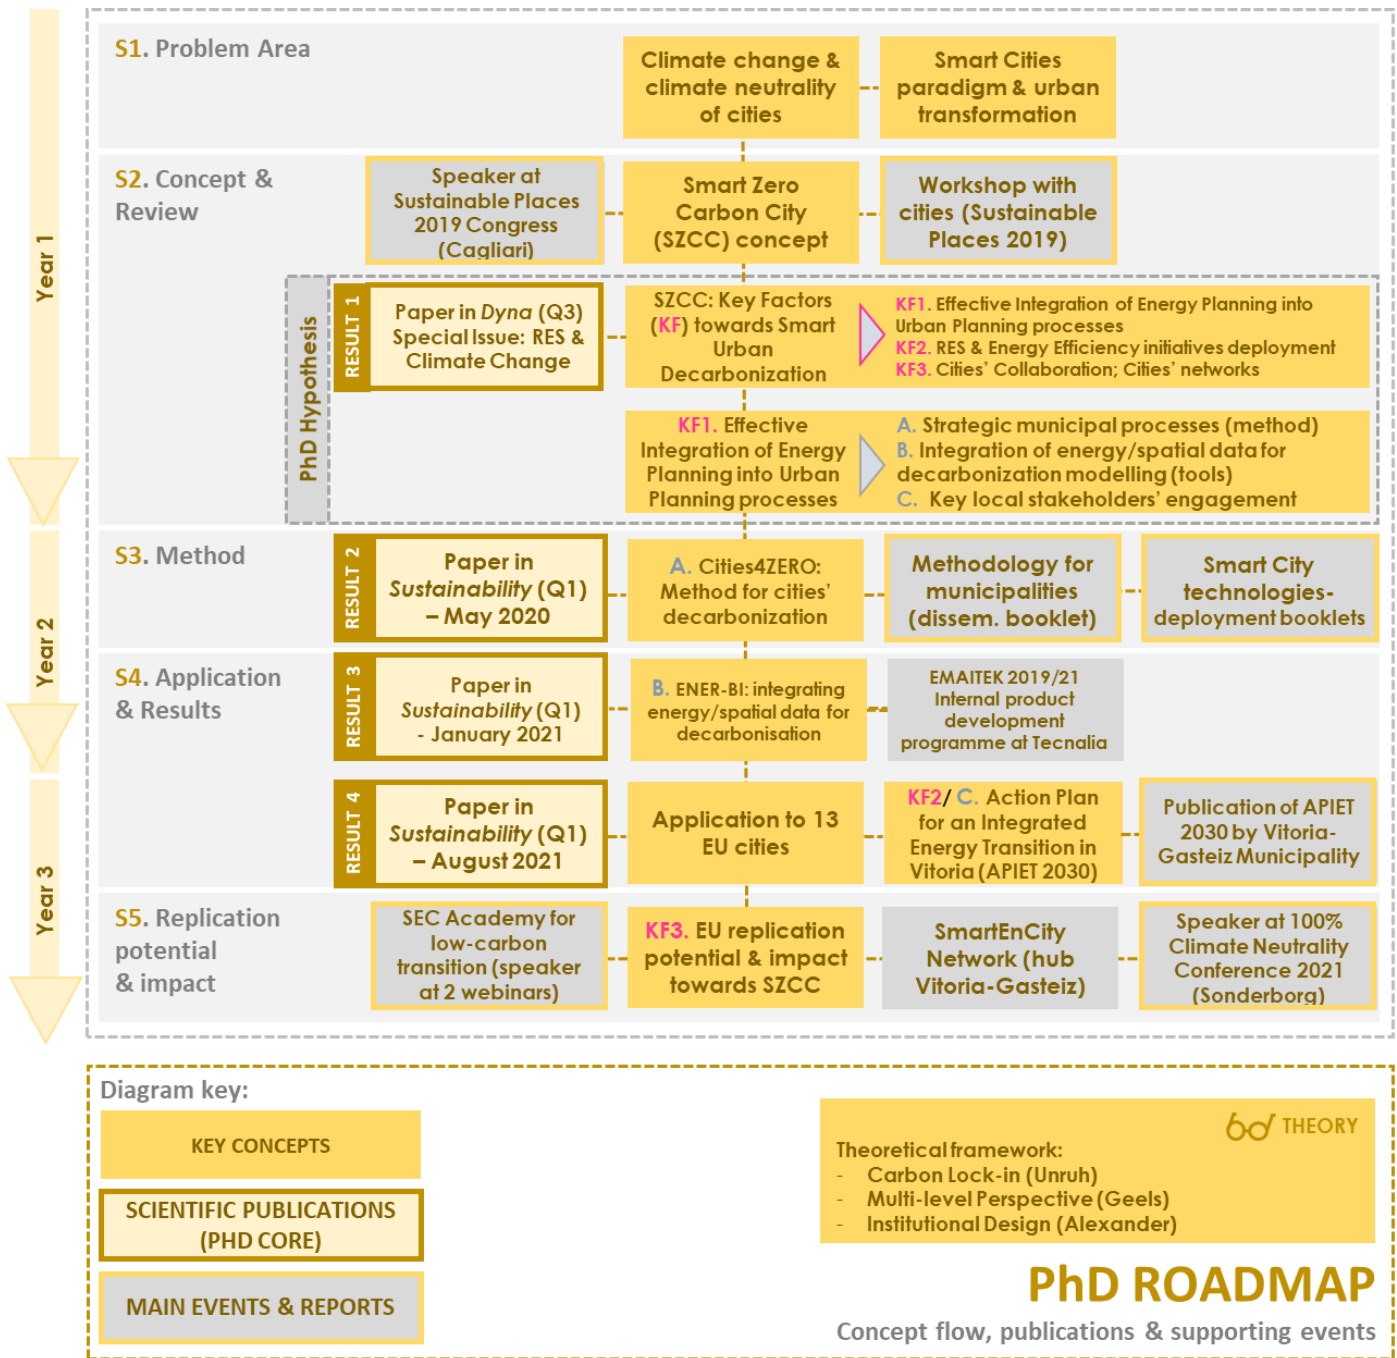 Year 1
Year 2
Year 3
S1. Problem Area
Climate change &
climate neutrality
of cities
Smart Cities
paradigm & urban
transformation
S2. Concept &
Review
Speaker at
Sustainable Places
2019 Congress
(Cagliari)
Smart Zero
Carbon City
(SZCC) concept
Workshop with
cities (Sustainable
Places 2019)
PhD Hypothesis
RESULT 1
Paper in Dyna (Q3)
Special Issue: RES &
Climate Change
SZCC: Key Factors
(KF) towards Smart
Urban
Decarbonization
KF1. Effective Integration of Energy Planning into
Urban Planning processes
KF2. RES & Energy Efficiency initiatives deployment
KF3. Cities' Collaboration; Cities' networks
KF1. Effective
Integration of Energy
Planning into Urban
Planning processes
A. Strategic municipal processes (method)
B. Integration of energy/spatial data for
decarbonization modelling (tools)
C. Key local stakeholders' engagement
S3. Method
RESULT 2
Paper in
Sustainability (Q1)
– May 2020
A. Cities4ZERO:
Method for cities'
decarbonization
Methodology for
municipalities
(dissem. booklet)
Smart City
technologies-
deployment booklets
S4. Application
& Results
RESULT 3
Paper in
Sustainability (Q1)
- January 2021
B. ENER-BI: integrating
energy/spatial data for
decarbonisation
EMAITEK 2019/21
Internal product
development
programme at Tecnalia
RESULT 4
Paper in
Sustainability (Q1)
– August 2021
Application to 13
EU cities
KF2/ C. Action Plan
for an Integrated
Energy Transition in
Vitoria (APIET 2030)
Publication of APIET
2030 by Vitoria-
Gasteiz Municipality
S5. Replication
potential
& impact
SEC Academy for
low-carbon
transition (speaker
at 2 webinars)
KF3. EU replication
potential & impact
towards SZCC
SmartEnCity
Network (hub
Vitoria-Gasteiz)
Speaker at 100%
Climate Neutrality
Conference 2021
(Sonderborg)
Diagram key:
KEY CONCEPTS
SCIENTIFIC PUBLICATIONS
(PHD CORE)
MAIN EVENTS & REPORTS
THEORY
Theoretical framework:
- Carbon Lock-in (Unruh)
- Multi-level Perspective (Geels)
- Institutional Design (Alexander)
PhD ROADMAP
Concept flow, publications & supporting events